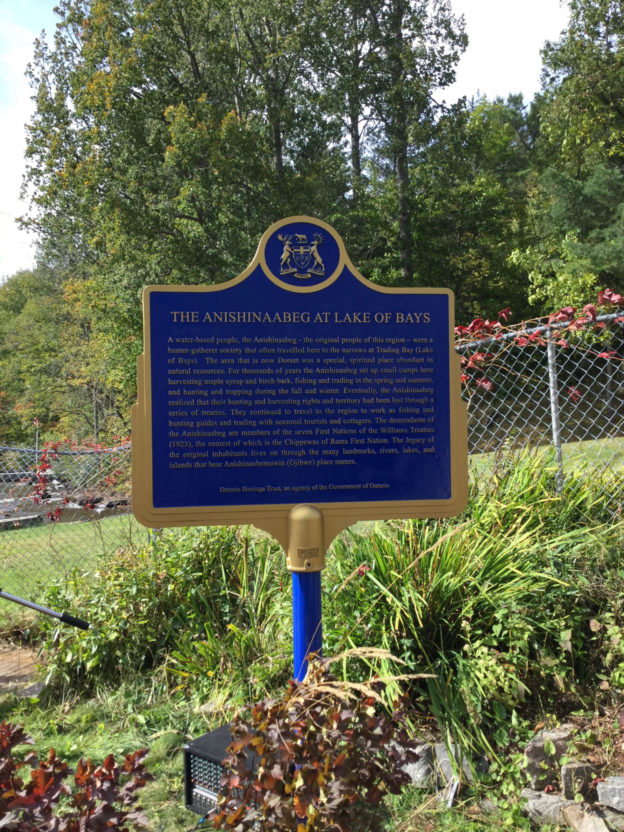 THE ANISHINAABEG AT LAKE OF BAYS
A water-based people, the Anishinaabeg - the original people of this region - were a
hunter-gatherer society that often travelled here to the narrows at Trading Bay (Lake
of Bays). The area that is now Dorset was a special, spiritual place abundant in
natural resources. For thousands of years the Anishinaabeg set up small camps here
harvesting maple syrup and birch bark, fishing and trading in the spring and summer,
and hunting and trapping during the fall and winter. Eventually, the Anishinabeg
realized that their hunting and harvesting rights and territory had been lost through a
series of treaties. They continued to travel to the region to work as fishing and
hunting guides and trading with seasonal tourists and cottagers. The descendants of
the Anishinaabeg are members of the seven First Nations of the Williams Treaties
(1923), the nearest of which is the Chippewas of Rama First Nation. The legacy of
the original inhabitants lives on through the many landmarks, rivers, lakes, and
islands that bear Anishinaabemowin (Ojibwe) place names.
Ontario Heritage Trust, an agency of the Government of Ontario